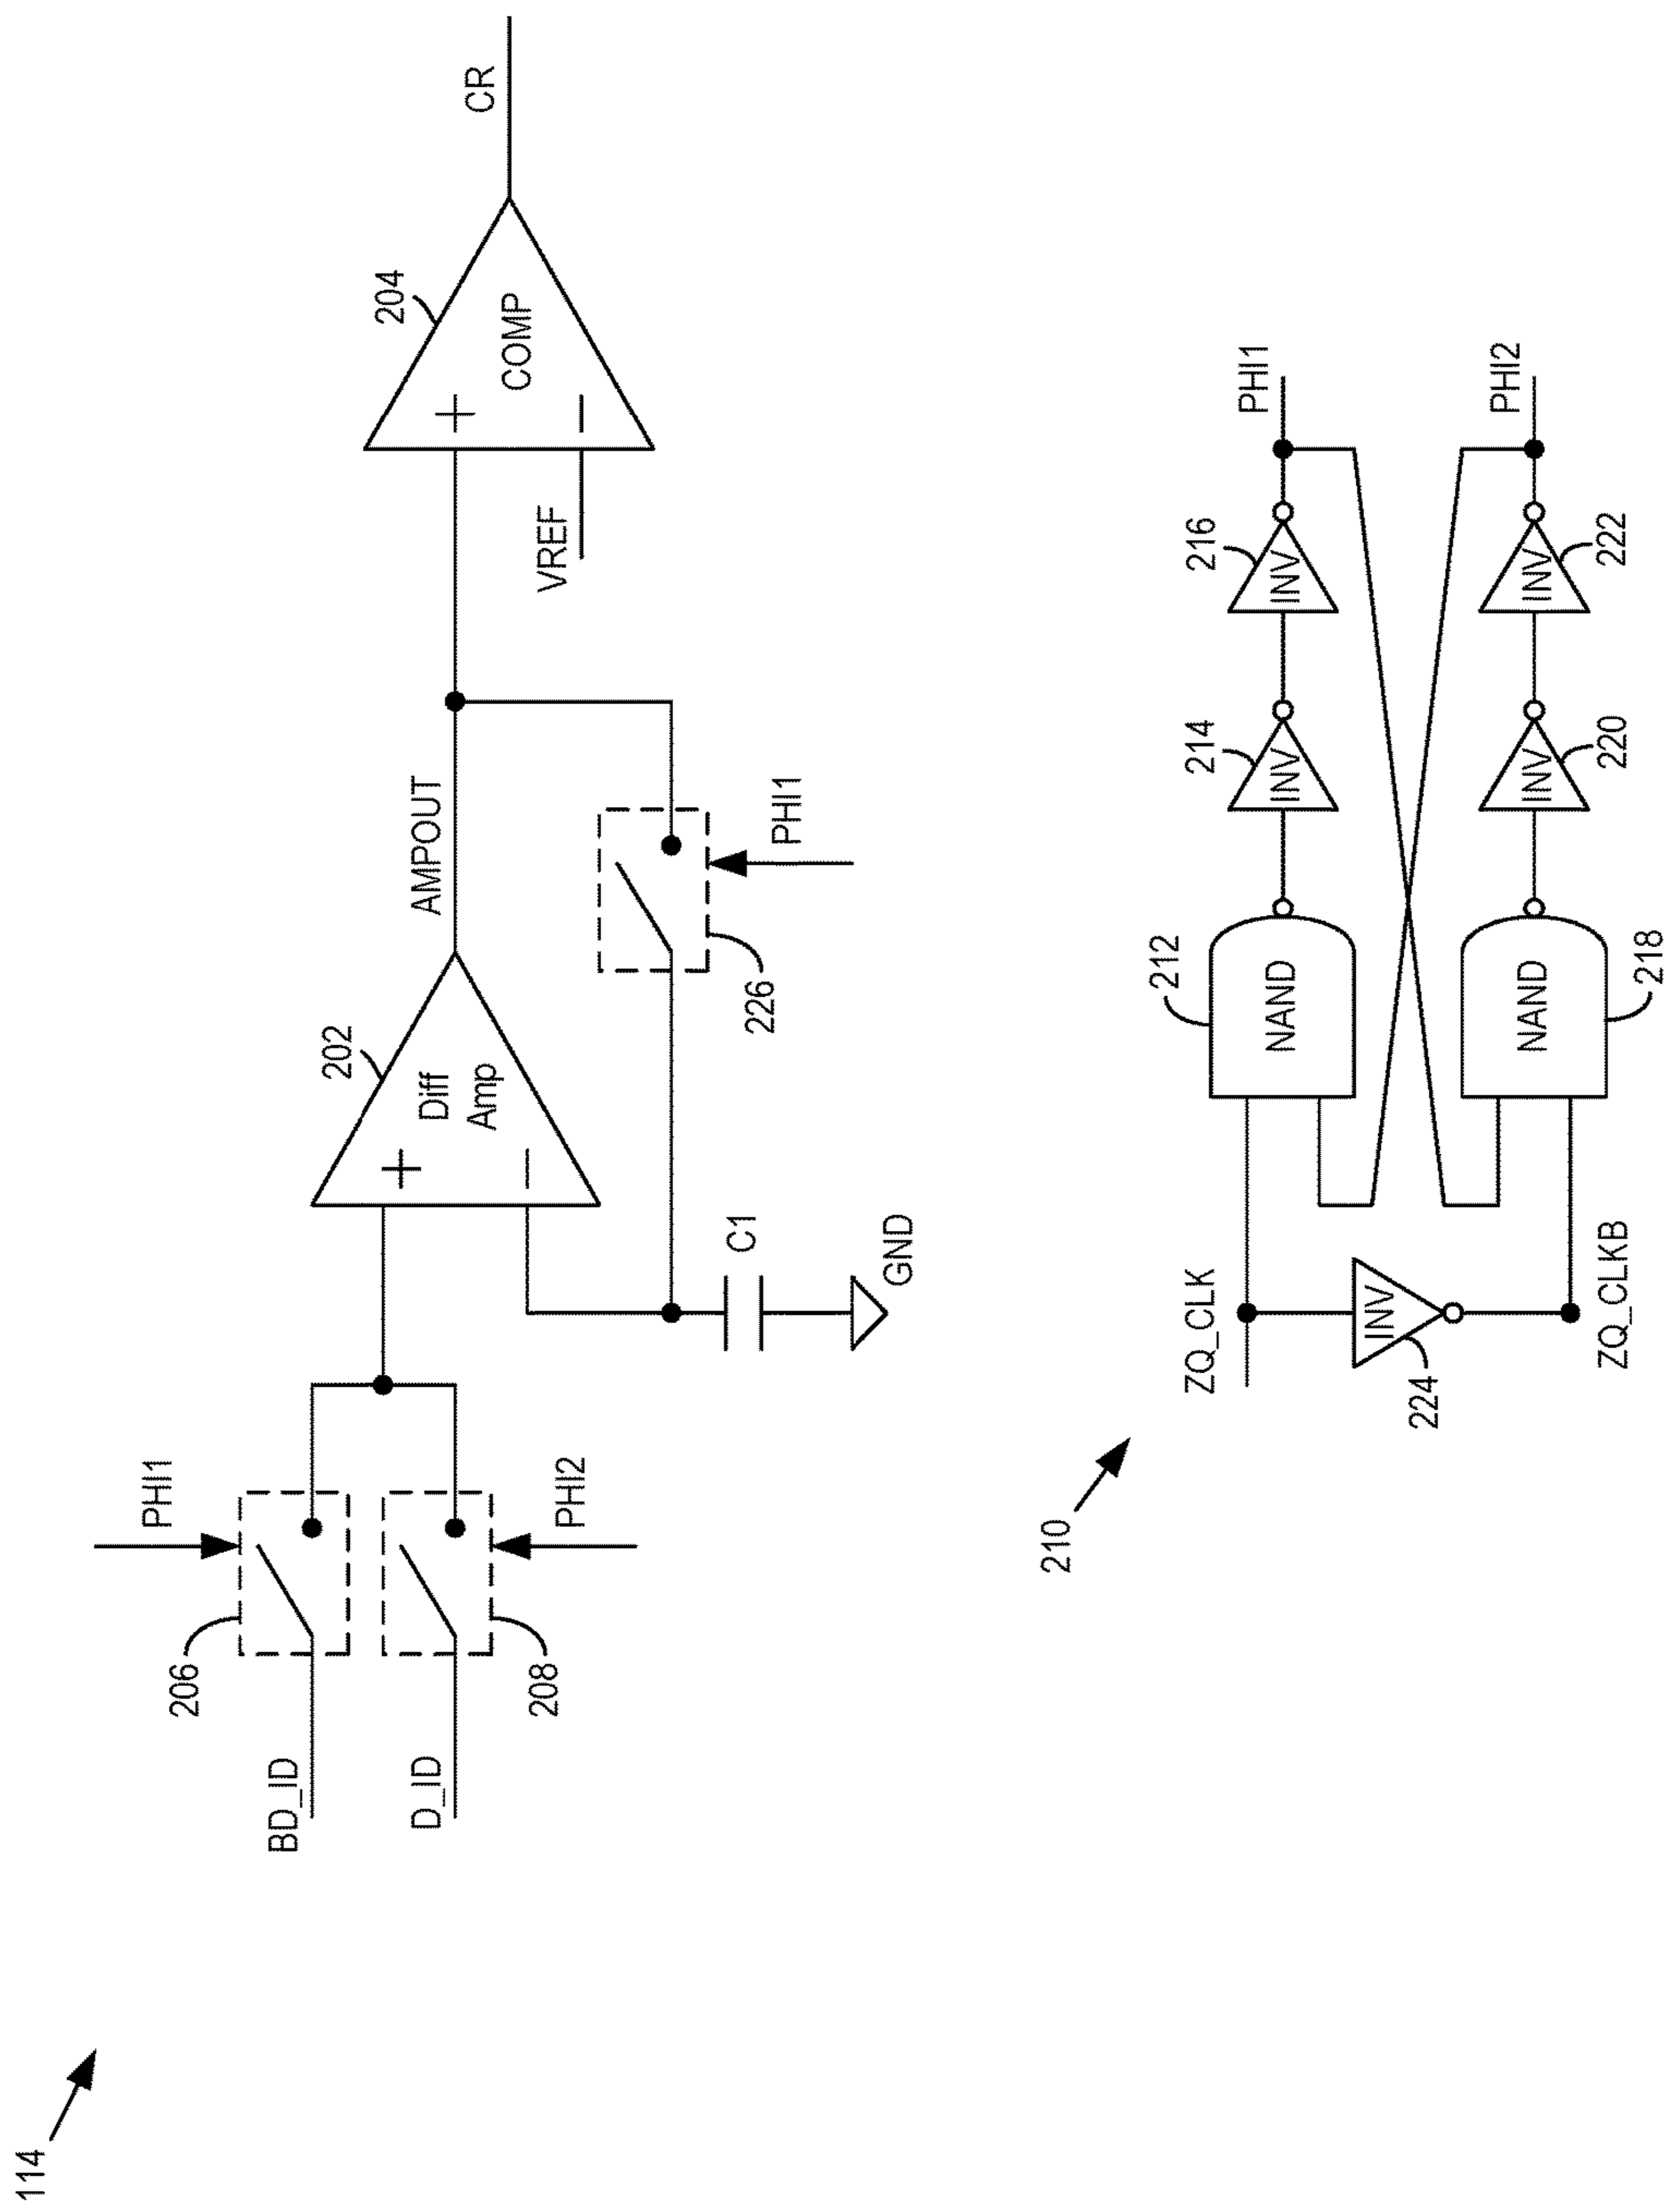 114
BD_ID
D_ID
206
PHI1
208
PHI2
202
+
Diff
Amp
−
C1
GND
AMPOUT
226
PHI1
204
+
COMP
−
VREF
CR
210
ZQ_CLK
224
INV
ZQ_CLKB
212
NAND
214
INV
216
INV
PHI1
218
NAND
220
INV
222
INV
PHI2